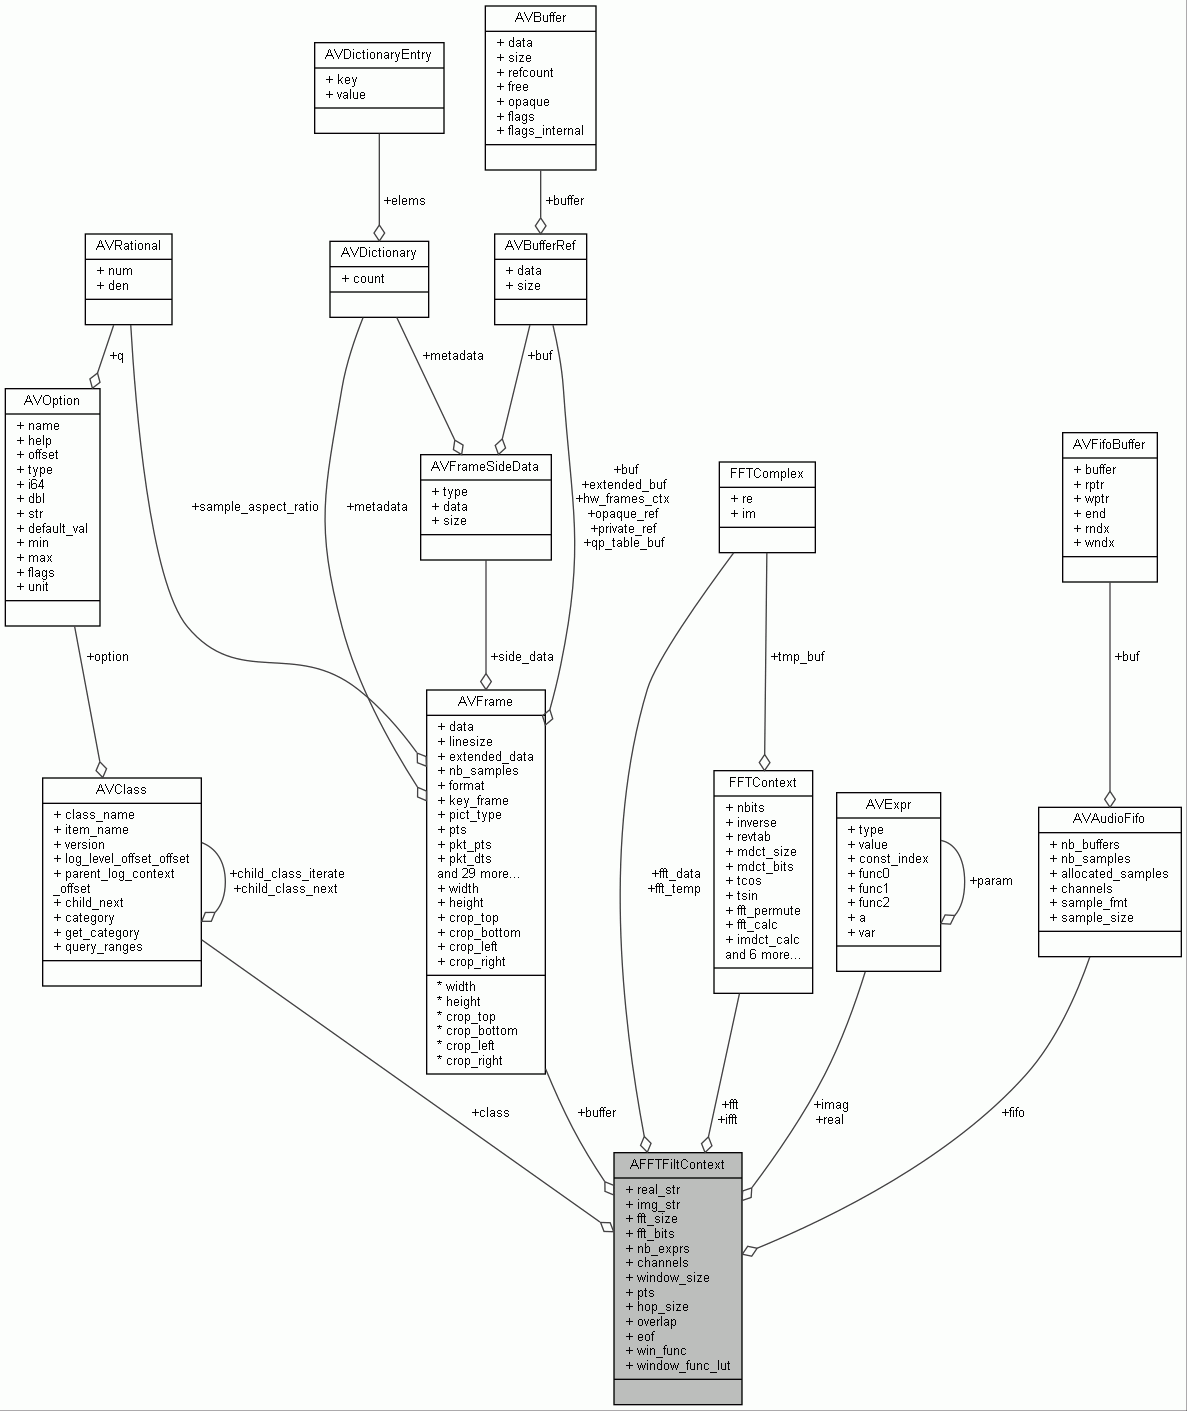 AVBuffer
+ data
+ size
+ refcount
+ free
+ opaque
+ flags
+ flags_internal
AVDictionaryEntry
+ key
+ value
+elems
+buffer
AVRational
+ num
+ den
AVDictionary
+ count
AVBufferRef
+ data
+ size
+q
+metadata
+buf
AVOption
+ name
+ help
+ offset
+ type
+ i64
+ dbl
+ str
+ default_val
+ min
+ max
+ flags
+ unit
+sample_aspect_ratio
+metadata
AVFrameSideData
+ type
+ data
+ size
+buf
+extended_buf
+hw_frames_ctx
+opaque_ref
+private_ref
+qp_table_buf
FFTComplex
+ re
+ im
AVFifoBuffer
+ buffer
+ rptr
+ wptr
+ end
+ rndx
+ wndx
+option
+side_data
+tmp_buf
+buf
AVClass
+ class_name
+ item_name
+ version
+ log_level_offset_offset
+ parent_log_context
_offset
+ child_next
+ category
+ get_category
+ query_ranges
+child_class_iterate
+child_class_next
AVFrame
+ data
+ linesize
+ extended_data
+ nb_samples
+ format
+ key_frame
+ pict_type
+ pts
+ pkt_pts
+ pkt_dts
and 29 more...
+ width
+ height
+ crop_top
+ crop_bottom
+ crop_left
+ crop_right
* width
* height
* crop_top
* crop_bottom
* crop_left
* crop_right
+fft_data
+fft_temp
FFTContext
+ nbits
+ inverse
+ revtab
+ mdct_size
+ mdct_bits
+ tcos
+ tsin
+ fft_permute
+ fft_calc
+ imdct_calc
and 6 more...
AVExpr
+ type
+ value
+ const_index
+ func0
+ func1
+ func2
+ a
+ var
+param
AVAudioFifo
+ nb_buffers
+ nb_samples
+ allocated_samples
+ channels
+ sample_fmt
+ sample_size
+class
+buffer
+fft
+ifft
+imag
+real
+fifo
AFFTFiltContext
+ real_str
+ img_str
+ fft_size
+ fft_bits
+ nb_exprs
+ channels
+ window_size
+ pts
+ hop_size
+ overlap
+ eof
+ win_func
+ window_func_lut